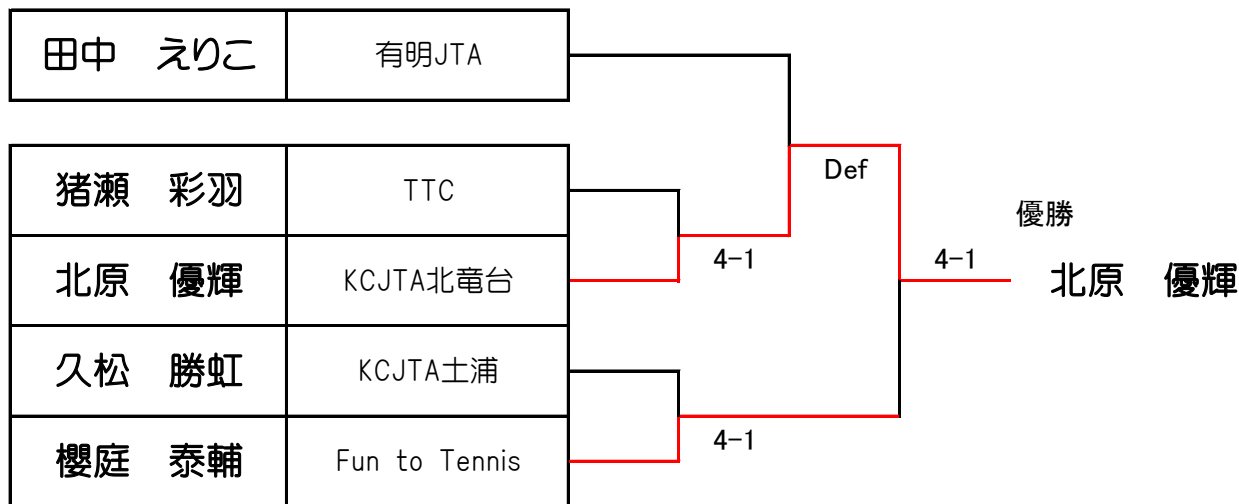 田中　えりこ　有明JTA
Def
猪瀬　彩羽　TTC
優勝
4-1
4-1
北原　優輝　KCJTA北竜台
北原　優輝
久松　勝虹　KCJTA土浦
4-1
櫻庭　泰輔　Fun to Tennis